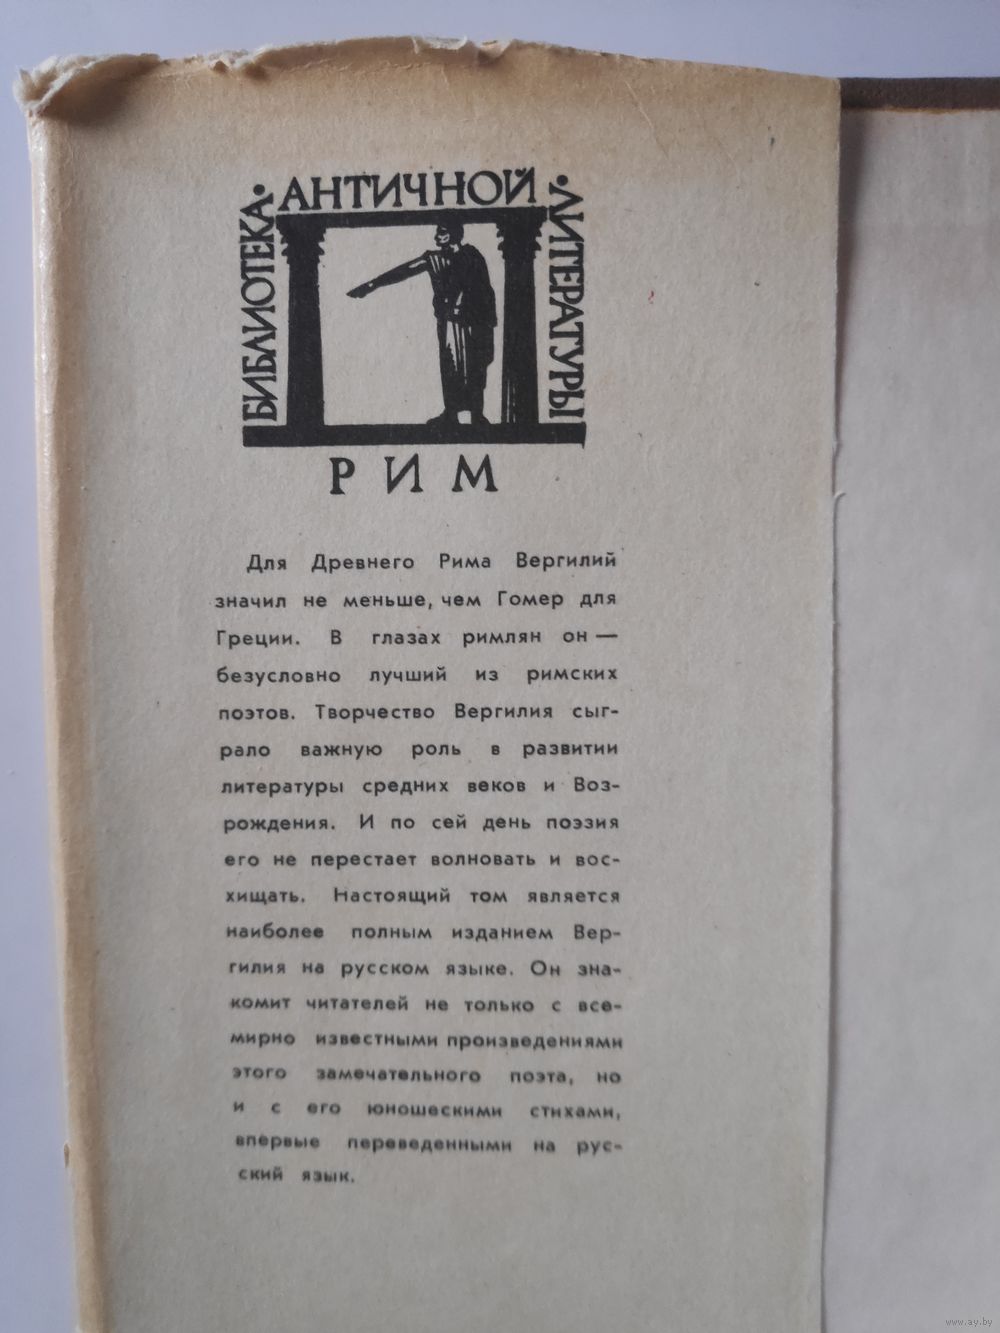 БИБЛИОТЕКА · АНТИЧНОЙ · ЛИТЕРАТУРЫ
РИМ
Для Древнего Рима Вергилий
значил не меньше, чем Гомер для
Греции. В глазах римлян он —
безусловно лучший из римских
поэтов. Творчество Вергилия сыг-
рало важную роль в развитии
литературы средних веков и Воз-
рождения. И по сей день поэзия
его не перестает волновать и вос-
хищать. Настоящий том является
наиболее полным изданием Вер-
гилия на русском языке. Он зна-
комит читателей не только с все-
мирно известными произведениями
этого замечательного поэта, но
и с его юношескими стихами,
впервые переведенными на рус-
ский язык.
www.ay.by